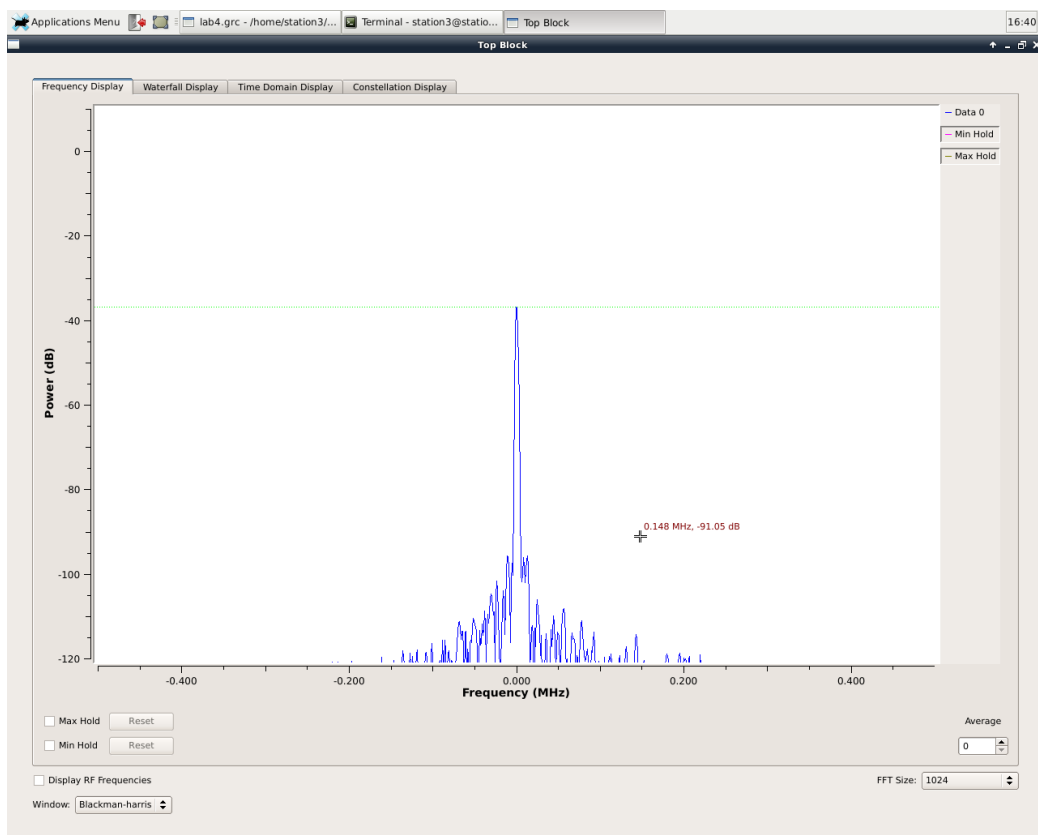 Applications Menu lab4.grc - /home/station3/... Terminal - station3@statio... Top Block 16:40
Top Block
Frequency Display Waterfall Display Time Domain Display Constellation Display
Data 0
Min Hold
Max Hold
0
-20
-40
-60
-80
-100
-120
Power (dB)
0.148 MHz, -91.05 dB
-0.400 -0.200 0.000 0.200 0.400
Frequency (MHz)
Max Hold Reset Average
Min Hold Reset 0
Display RF Frequencies FFT Size: 1024
Window: Blackman-harris